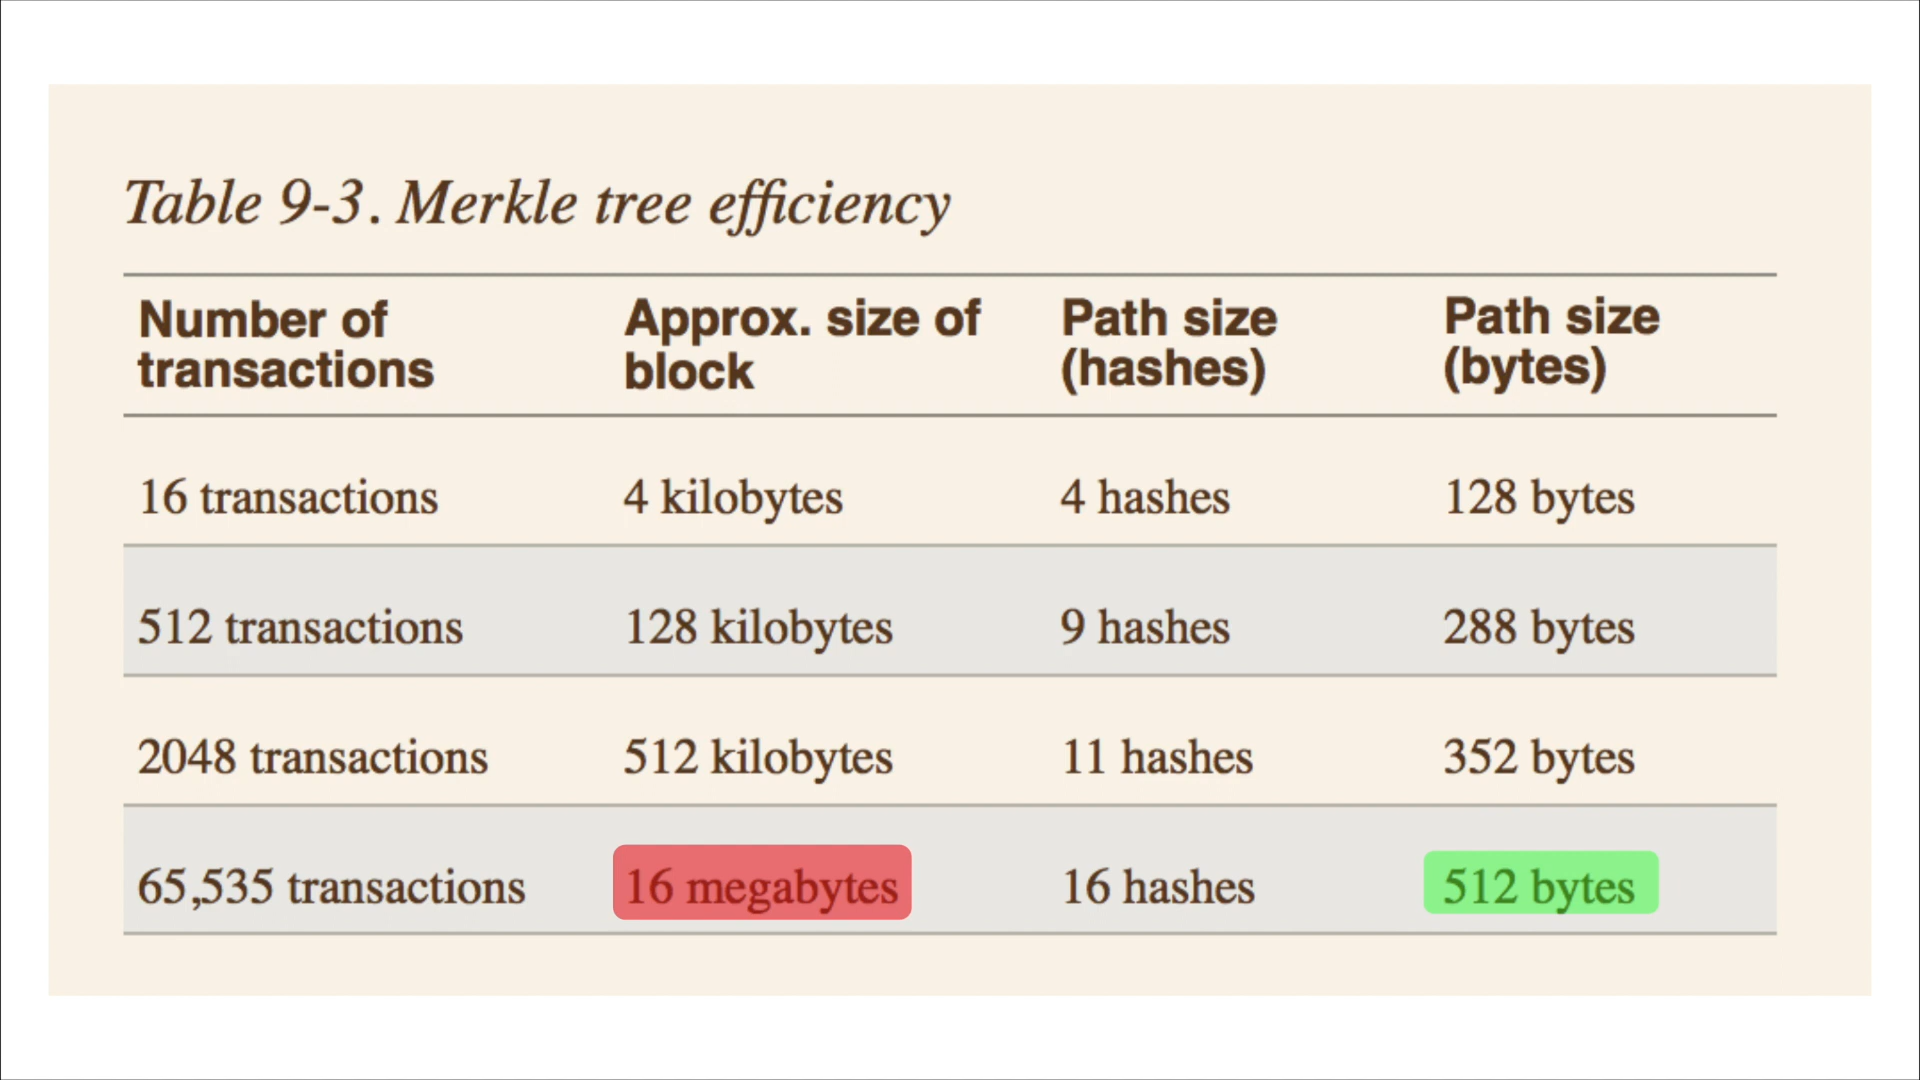 Table 9-3. Merkle tree efficiency
Number of transactions Approx. size of block Path size (hashes) Path size (bytes)
16 transactions 4 kilobytes 4 hashes 128 bytes
512 transactions 128 kilobytes 9 hashes 288 bytes
2048 transactions 512 kilobytes 11 hashes 352 bytes
65,535 transactions 16 megabytes 16 hashes 512 bytes